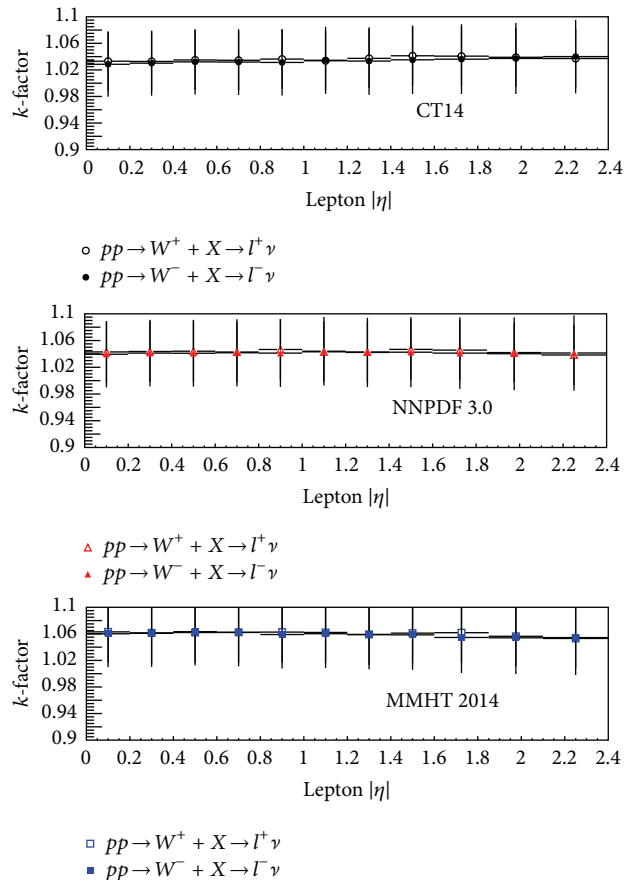 1.1
1.06
1.02
0.98
0.94
0.9
k-factor
CT14
0 0.2 0.4 0.6 0.8 1 1.2 1.4 1.6 1.8 2 2.2 2.4
Lepton |η|
pp → W⁺ + X → l⁺ν
pp → W⁻ + X → l⁻ν
1.1
1.06
1.02
0.98
0.94
0.9
k-factor
NNPDF 3.0
0 0.2 0.4 0.6 0.8 1 1.2 1.4 1.6 1.8 2 2.2 2.4
Lepton |η|
pp → W⁺ + X → l⁺ν
pp → W⁻ + X → l⁻ν
1.1
1.06
1.02
0.98
0.94
0.9
k-factor
MMHT 2014
0 0.2 0.4 0.6 0.8 1 1.2 1.4 1.6 1.8 2 2.2 2.4
Lepton |η|
pp → W⁺ + X → l⁺ν
pp → W⁻ + X → l⁻ν